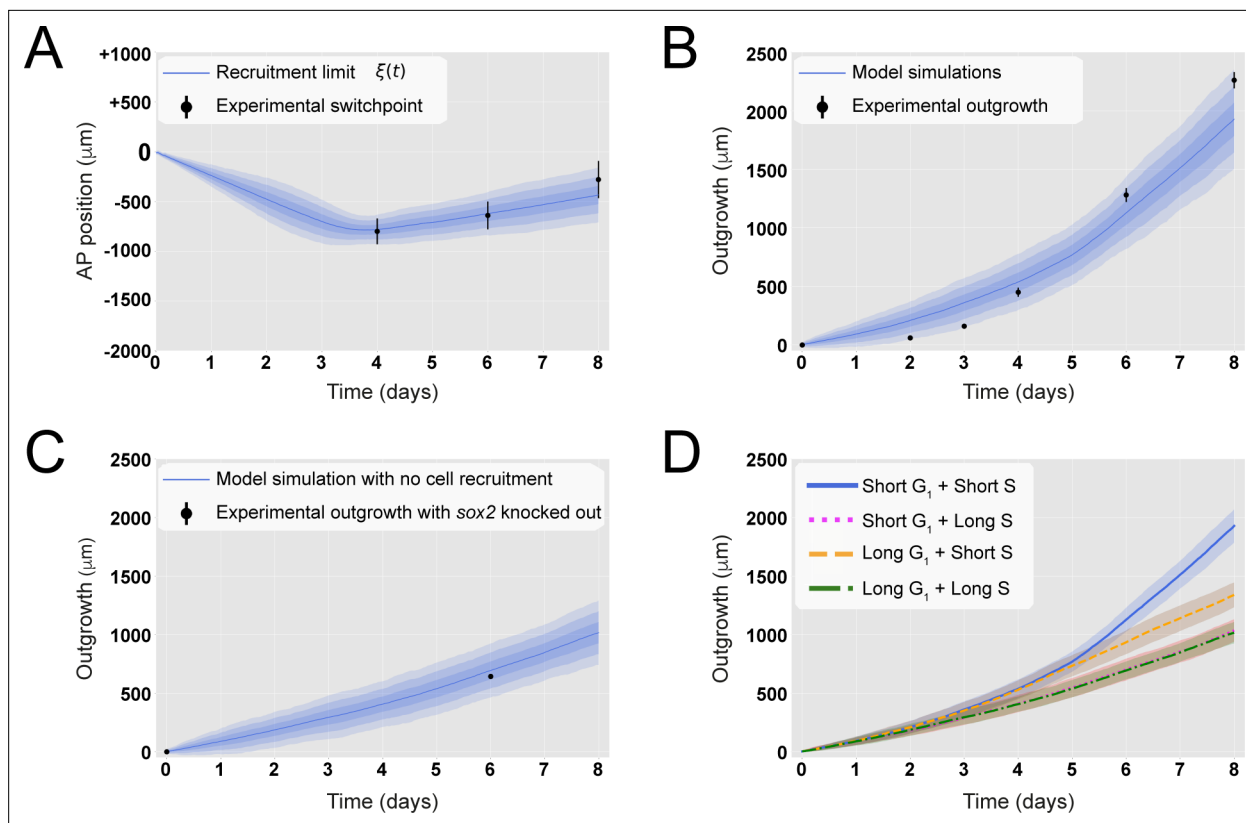 A
+1000
+500
0
-500
-1000
-1500
-2000
AP position (μm)
Recruitment limit ξ(t)
Experimental switchpoint
0 1 2 3 4 5 6 7 8
Time (days)
B
2500
2000
1500
1000
500
0
Outgrowth (μm)
Model simulations
Experimental outgrowth
0 1 2 3 4 5 6 7 8
Time (days)
C
2500
2000
1500
1000
500
0
Outgrowth (μm)
Model simulation with no cell recruitment
Experimental outgrowth with sox2 knocked out
0 1 2 3 4 5 6 7 8
Time (days)
D
2500
2000
1500
1000
500
0
Outgrowth (μm)
Short G₁ + Short S
Short G₁ + Long S
Long G₁ + Short S
Long G₁ + Long S
0 1 2 3 4 5 6 7 8
Time (days)